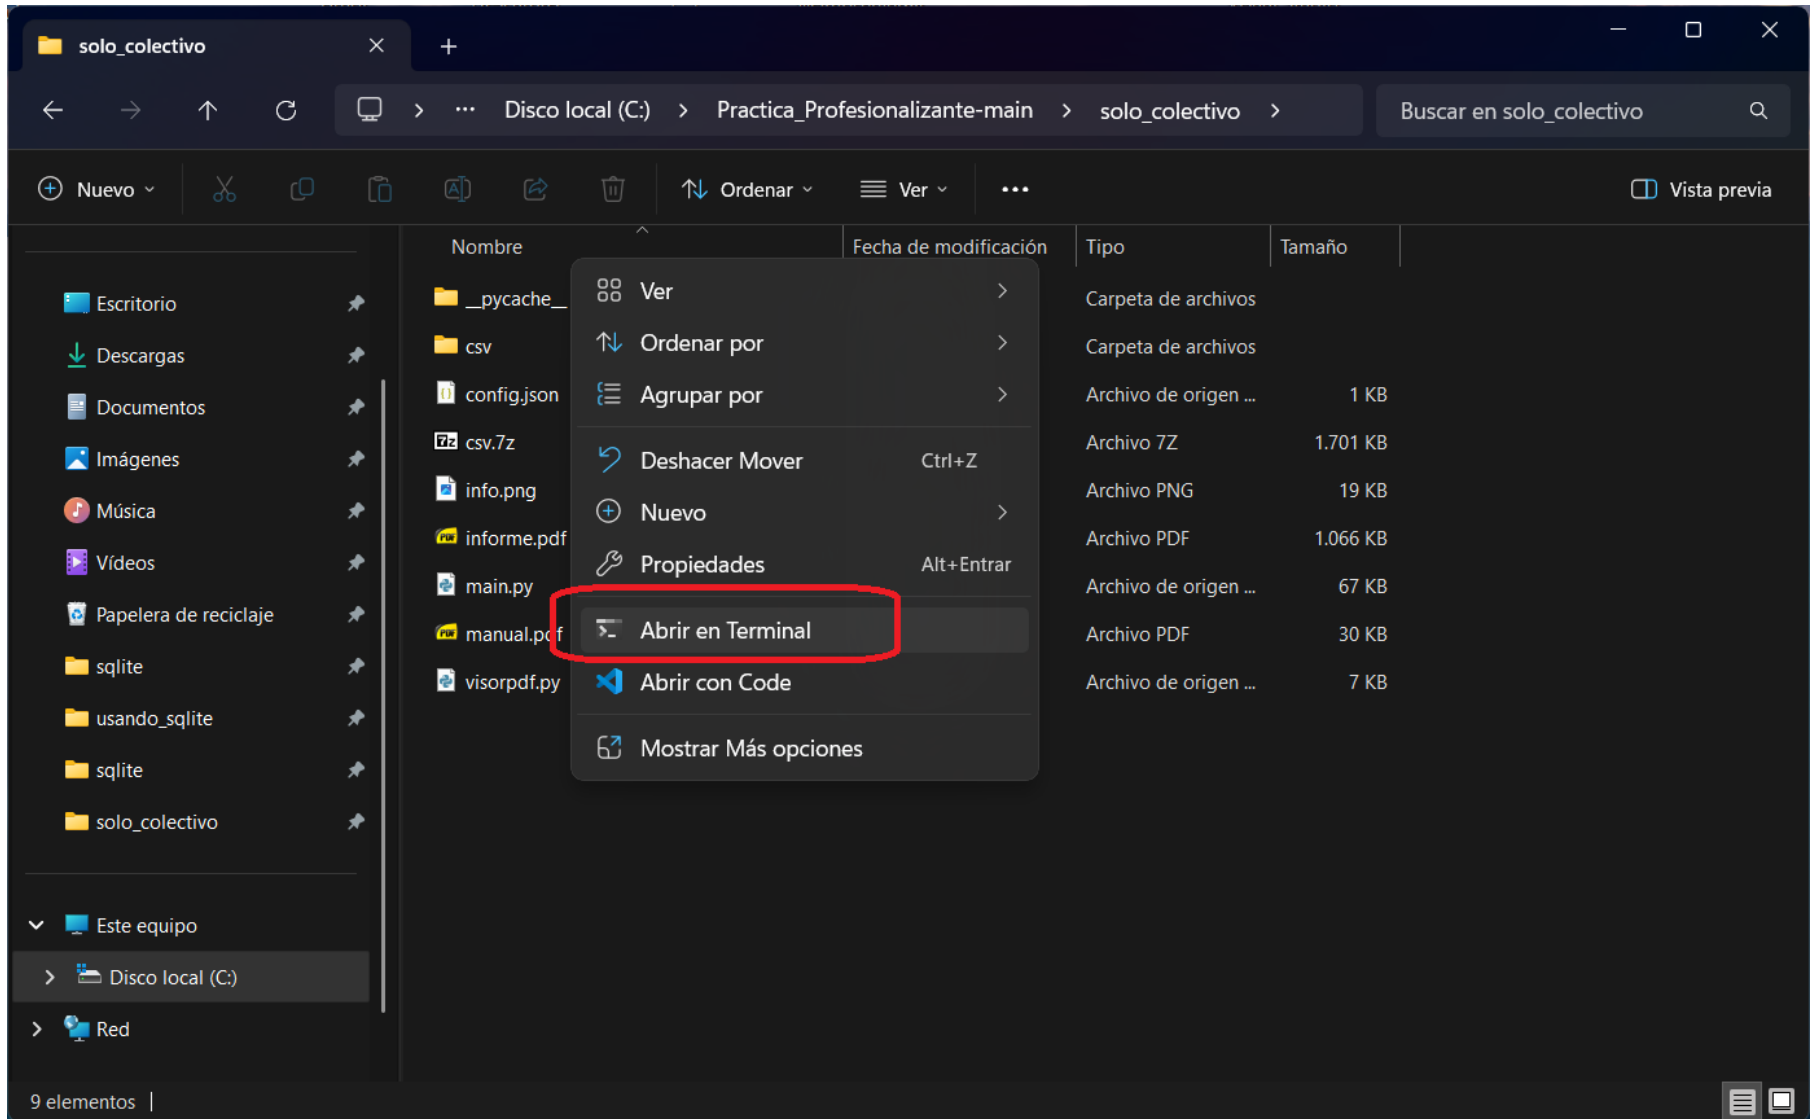 solo_colectivo
Disco local (C:) Practica_Profesionalizante-main solo_colectivo Buscar en solo_colectivo
Nuevo Ordenar Ver Vista previa
Nombre Fecha de modificación Tipo Tamaño
Escritorio
Descargas
Documentos
Imágenes
Música
Vídeos
Papelera de reciclaje
sqlite
usando_sqlite
sqlite
solo_colectivo
Este equipo
Disco local (C:)
Red
__pycache__ Carpeta de archivos
csv Carpeta de archivos
config.json Archivo de origen ... 1 KB
csv.7z Archivo 7Z 1.701 KB
info.png Archivo PNG 19 KB
informe.pdf Archivo PDF 1.066 KB
main.py Archivo de origen ... 67 KB
manual.pdf Archivo PDF 30 KB
visorpdf.py Archivo de origen ... 7 KB
Ver
Ordenar por
Agrupar por
Deshacer Mover Ctrl+Z
Nuevo
Propiedades Alt+Entrar
Abrir en Terminal
Abrir con Code
Mostrar Más opciones
9 elementos